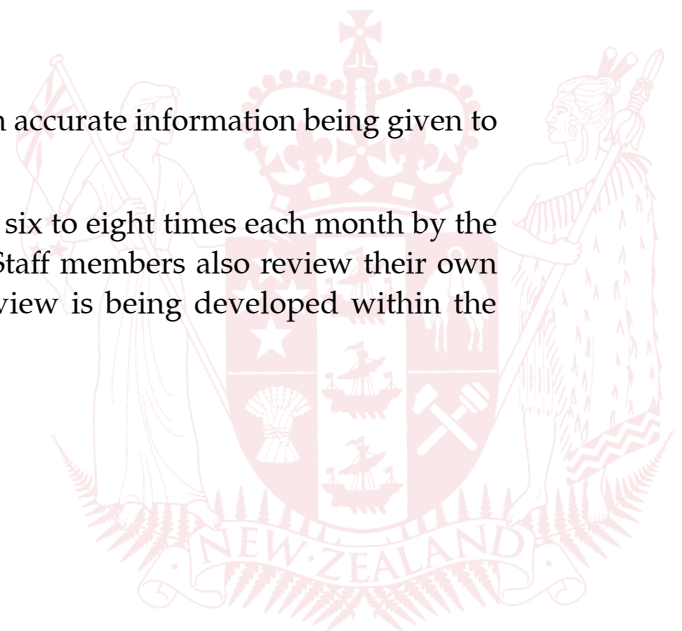 accurate information being given to
six to eight times each month by the
Staff members also review their own
is being developed within the
NEW ZEALAND